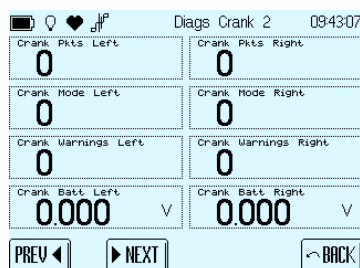 Diags Crank 2 09:43:07
Crank Pkts Left Crank Pkts Right
0 0
Crank Mode Left Crank Mode Right
0 0
Crank Warnings Left Crank Warnings Right
0 0
Crank Batt Left Crank Batt Right
0.000 V 0.000 V
PREV NEXT BACK